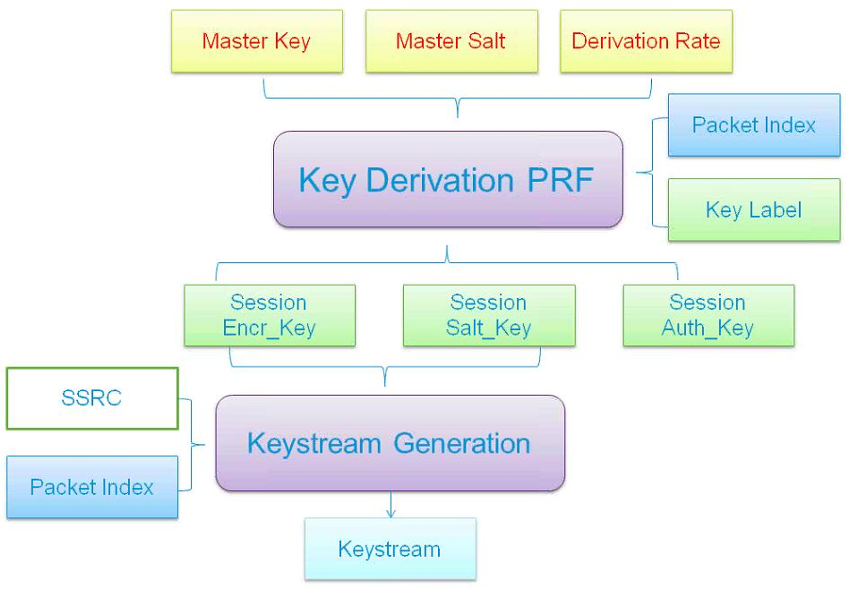 Master Key
Master Salt
Derivation Rate
Packet Index
Key Derivation PRF
Key Label
Session
Encr_Key
Session
Salt_Key
Session
Auth_Key
SSRC
Keystream Generation
Packet Index
Keystream